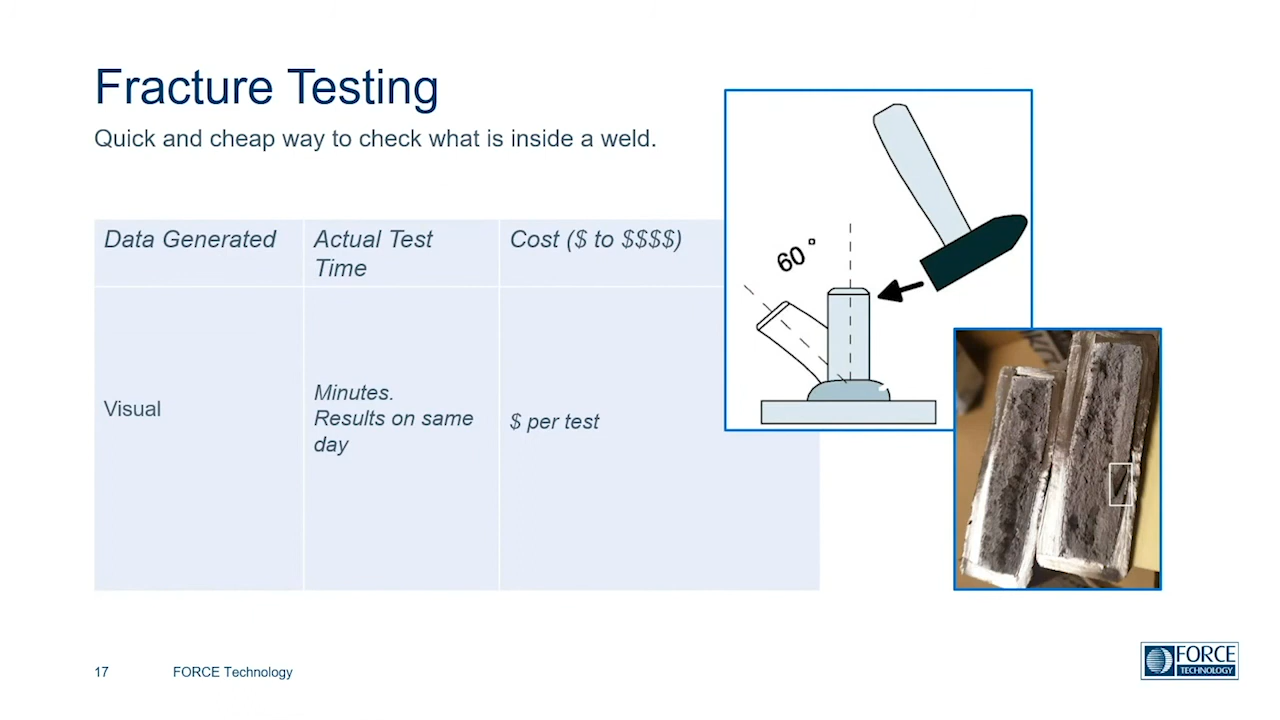 Fracture Testing
Quick and cheap way to check what is inside a weld.
Data Generated
Actual Test
Time
Cost ($ to $$$$)
Visual
Minutes.
Results on same
day
$ per test
60°
17
FORCE Technology
FORCE
TECHNOLOGY